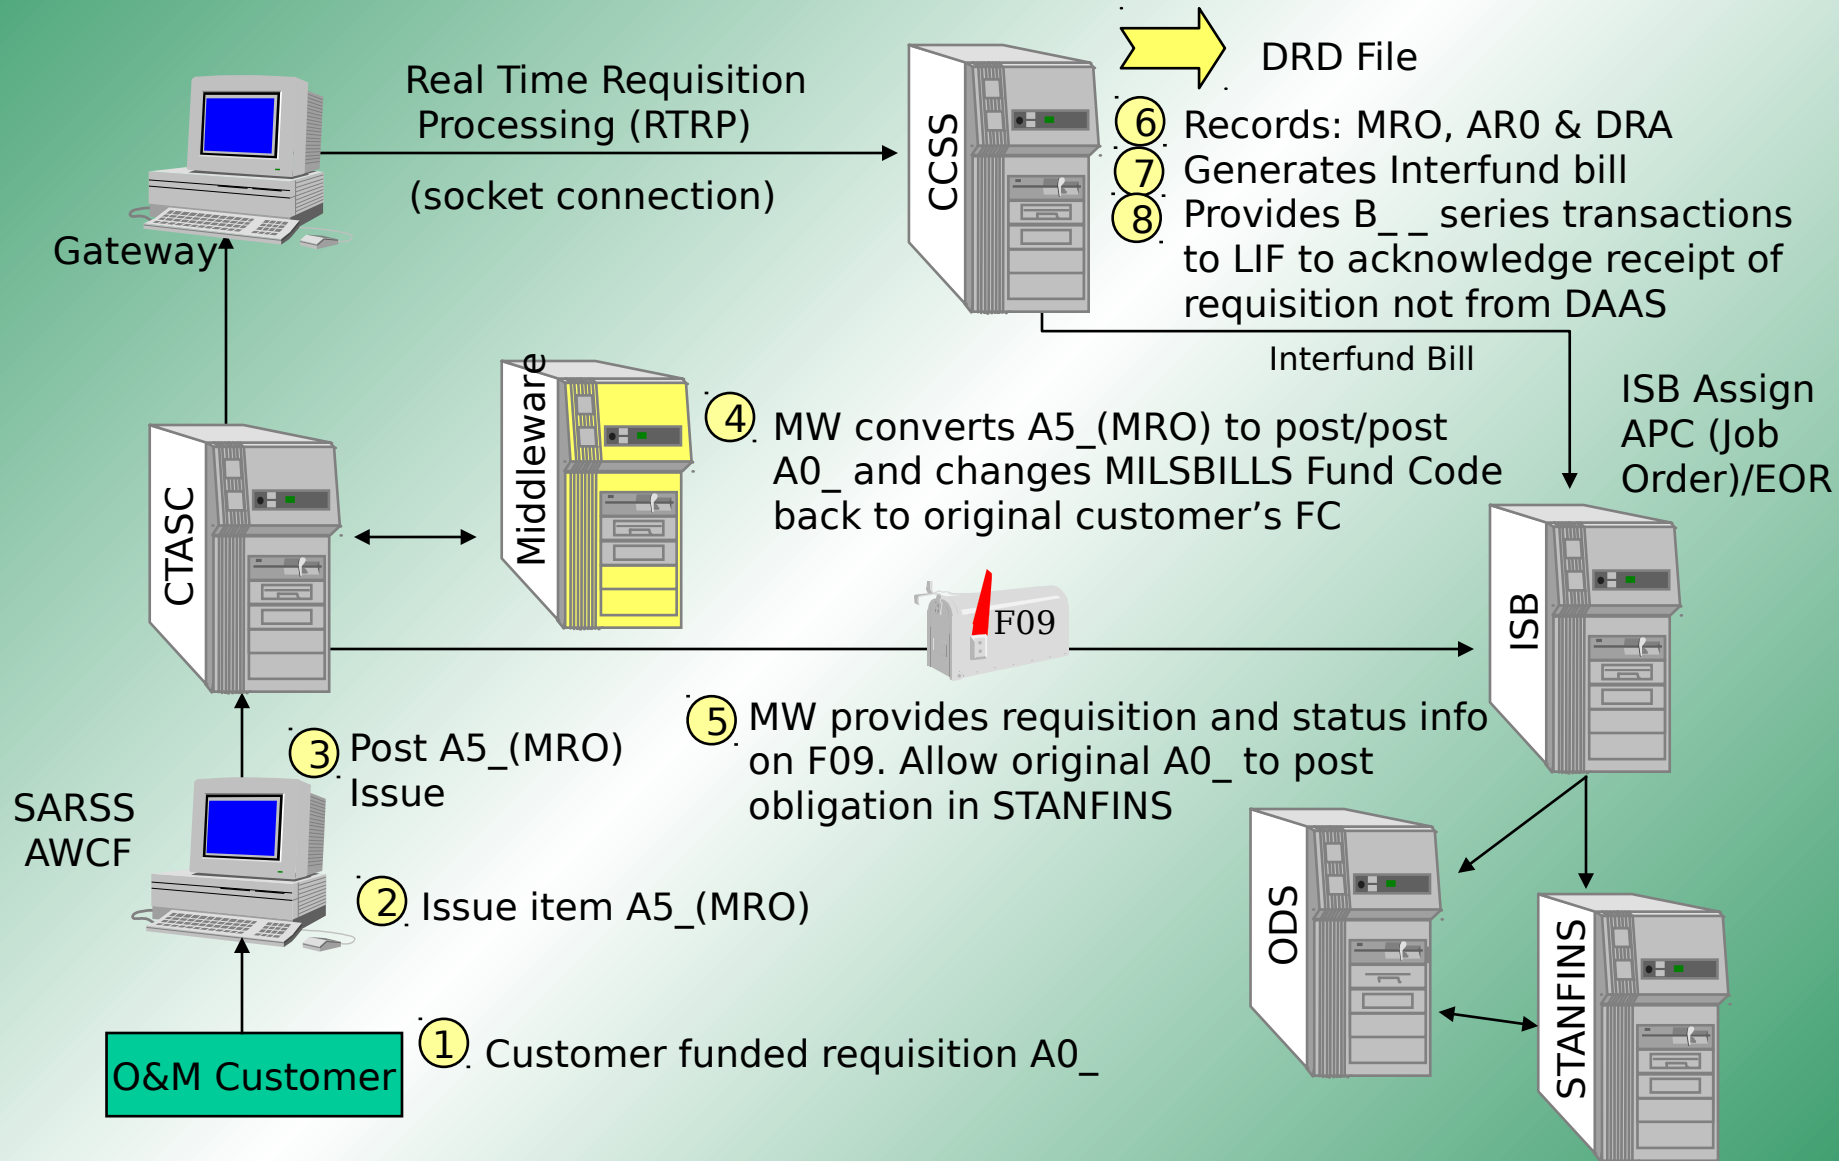 DRD File
Real Time Requisition
Processing (RTRP)
(socket connection)
CCSS
6 Records: MRO, AR0 & DRA
7 Generates Interfund bill
8 Provides B_ _ series transactions
to LIF to acknowledge receipt of
requisition not from DAAS
Gateway
Interfund Bill
ISB Assign
APC (Job
Order)/EOR
Middleware
4 MW converts A5_(MRO) to post/post
A0_ and changes MILSBILLS Fund Code
back to original customer’s FC
CTASC
F09
ISB
5 MW provides requisition and status info
on F09. Allow original A0_ to post
obligation in STANFINS
3 Post A5_(MRO)
Issue
SARSS
AWCF
2 Issue item A5_(MRO)
ODS
STANFINS
1 Customer funded requisition A0_
O&M Customer